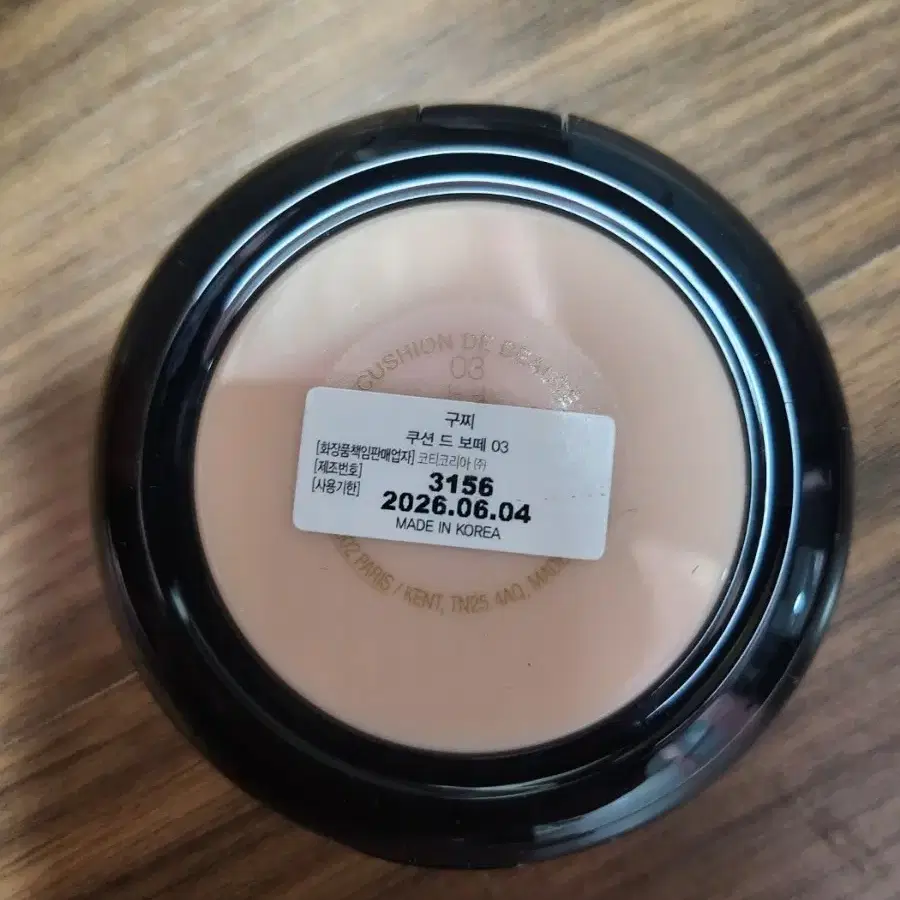 CUSHION DE BEAUTÉ
03
구찌
쿠션 드 보떼 03
[화장품책임판매업자] 코티코리아 ㈜
[제조번호] 3156
[사용기한] 2026.06.04
MADE IN KOREA
PARIS / KENT, TN25 4AQ,